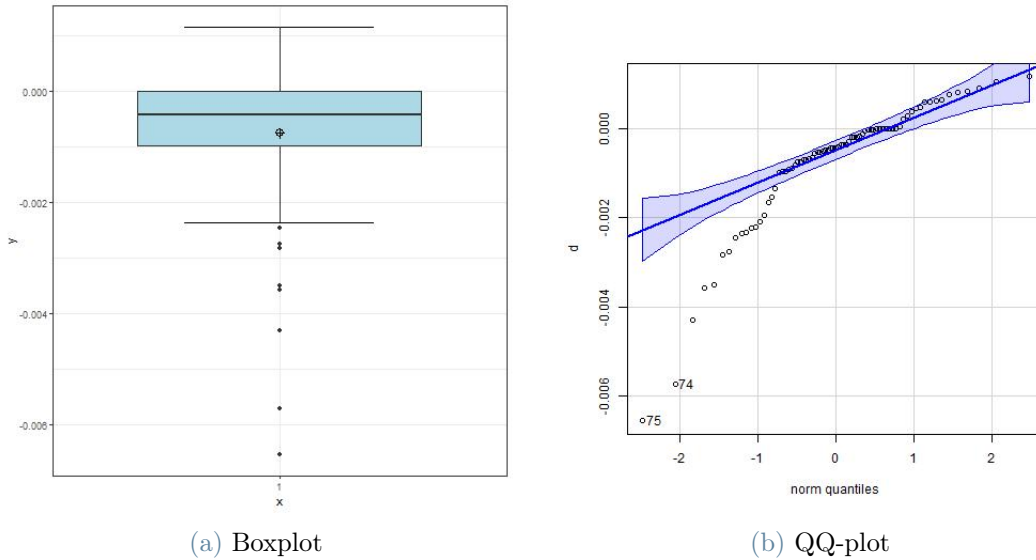 y
0.000
-0.002
-0.004
-0.006
1
x
(a) Boxplot
d
0.000
-0.002
-0.004
-0.006
74
75
-2 -1 0 1 2
norm quantiles
(b) QQ-plot